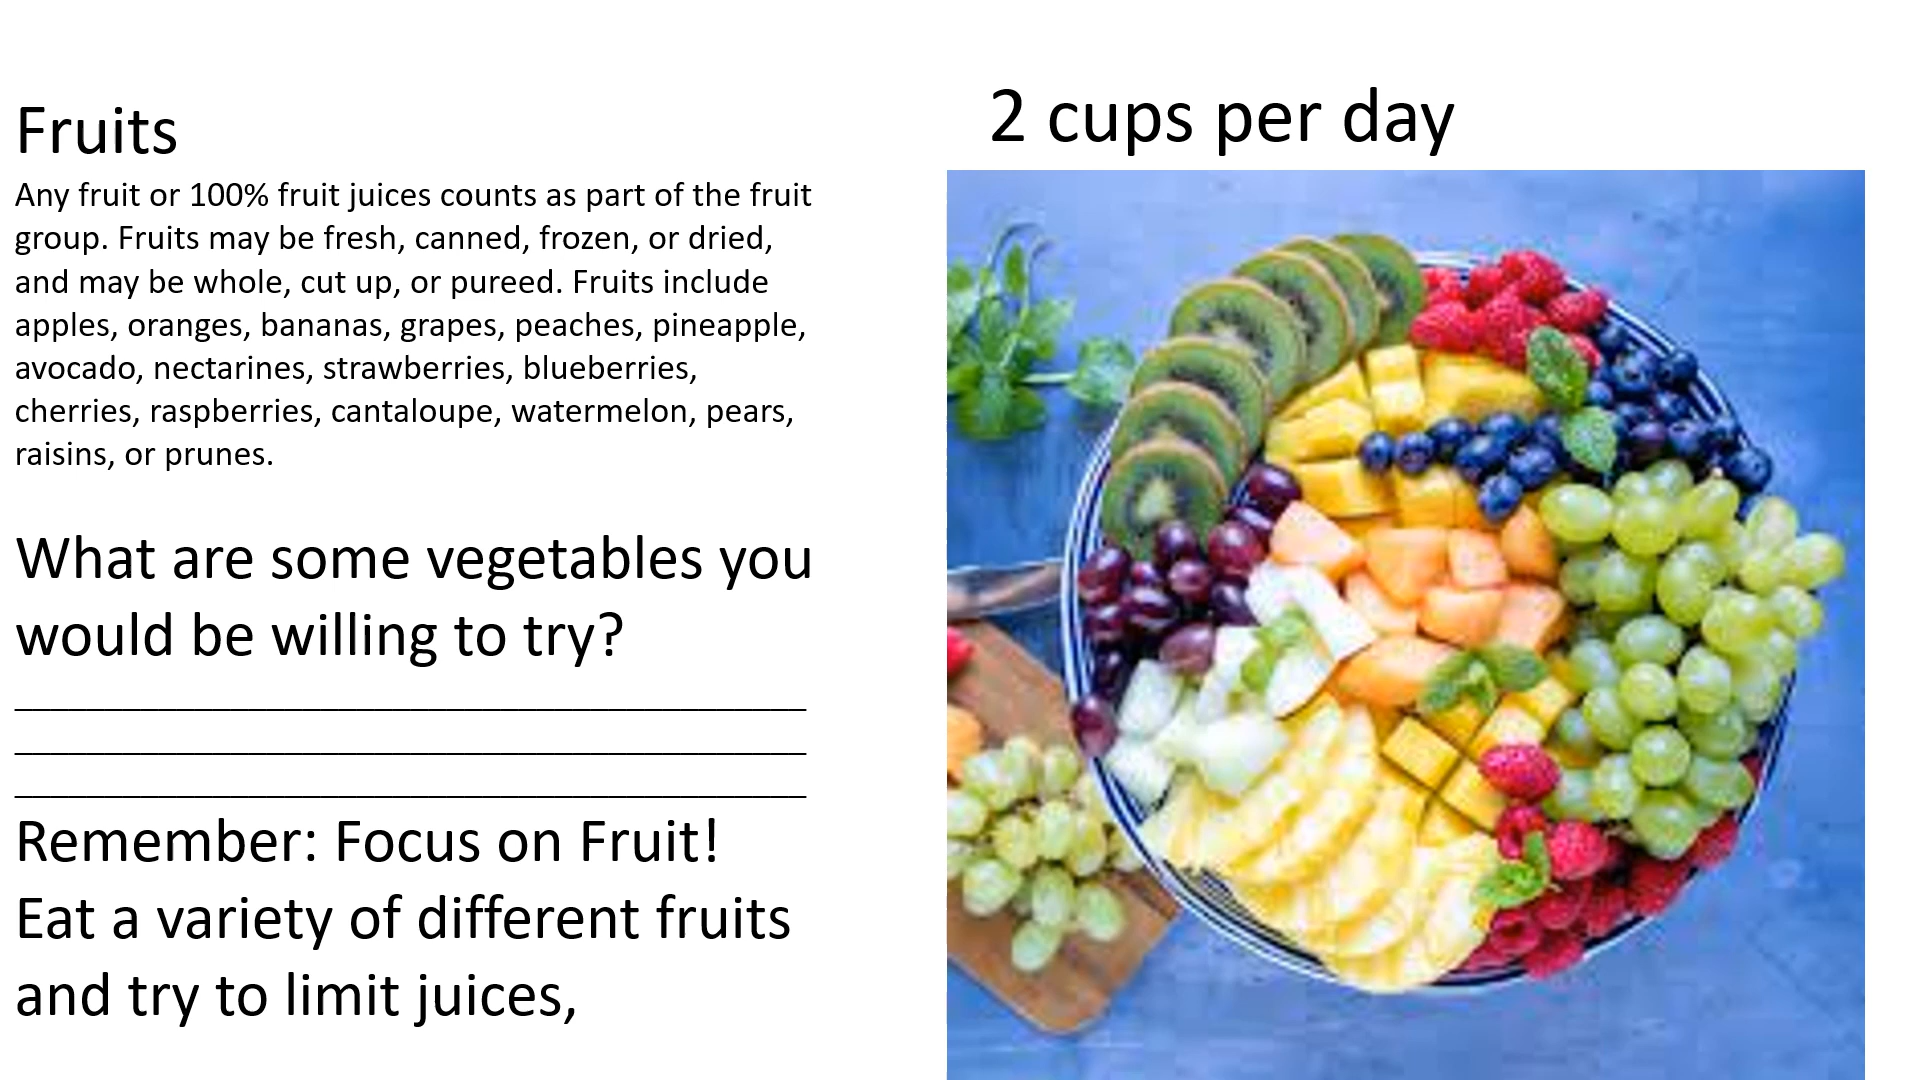 Fruits
Any fruit or 100% fruit juices counts as part of the fruit
group. Fruits may be fresh, canned, frozen, or dried,
and may be whole, cut up, or pureed. Fruits include
apples, oranges, bananas, grapes, peaches, pineapple,
avocado, nectarines, strawberries, blueberries,
cherries, raspberries, cantaloupe, watermelon, pears,
raisins, or prunes.
What are some vegetables you
would be willing to try?
Remember: Focus on Fruit!
Eat a variety of different fruits
and try to limit juices,
2 cups per day